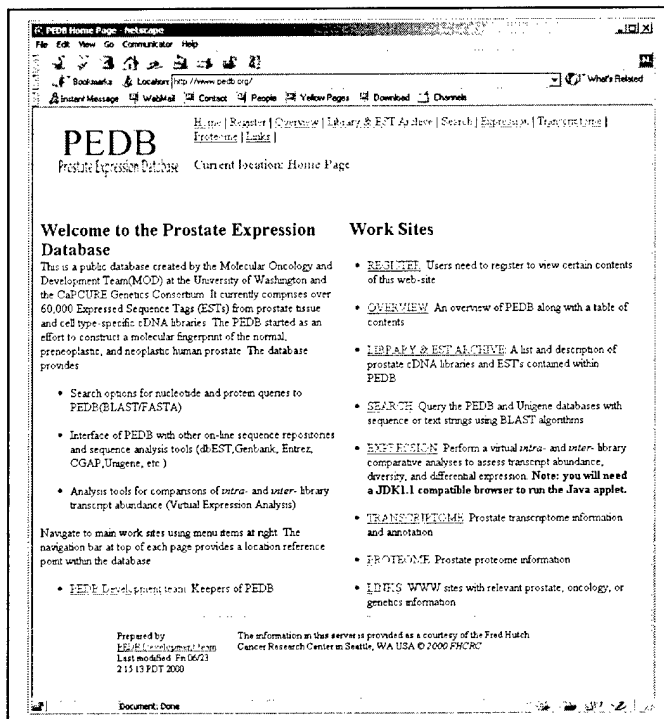 PEDB Home Page - Netscape
File Edit View Go Communicator Help
Bookmarks Location: http://www.pedb.org/ What's Related
Instant Message WebMail Contact People Yellow Pages Download Channels
PEDB
Prostate Expression Database
Home | Register | Overview | Library & EST Archive | Search | Expression | Transcriptome |
Proteome | Links |
Current location: Home Page
Welcome to the Prostate Expression
Database
This is a public database created by the Molecular Oncology and
Development Team(MOD) at the University of Washington and
the CaPCURE Genetics Consortium. It currently comprises over
60,000 Expressed Sequence Tags (ESTs) from prostate tissue
and cell type-specific cDNA libraries. The PEDB started as an
effort to construct a molecular fingerprint of the normal,
preneoplastic, and neoplastic human prostate. The database
provides
• Search options for nucleotide and protein queries to
PEDB(BLAST/FASTA)
• Interface of PEDB with other on-line sequence repositories
and sequence analysis tools (dbEST,Genbank, Entrez,
CGAP,Unigene, etc.)
• Analysis tools for comparisons of intra- and inter- library
transcript abundance (Virtual Expression Analysis)
Navigate to main work sites using menu items at right. The
navigation bar at top of each page provides a location reference
point within the database
• PEDB Development team: Keepers of PEDB
Work Sites
• REGISTER: Users need to register to view certain contents
of this web-site
• OVERVIEW: An overview of PEDB along with a table of
contents
• LIBRARY & EST ARCHIVE: A list and description of
prostate cDNA libraries and EST's contained within
PEDB
• SEARCH: Query the PEDB and Unigene databases with
sequence or text strings using BLAST algorithms
• EXPRESSION: Perform a virtual intra- and inter- library
comparative analyses to assess transcript abundance,
diversity, and differential expression. Note: you will need
a JDK1.1 compatible browser to run the Java applet.
• TRANSCRIPTOME: Prostate transcriptome information
and annotation
• PROTEOME: Prostate proteome information
• LINKS: WWW sites with relevant prostate, oncology, or
genetics information
Prepared by
PEDB Development team
Last modified: Fri 06/23
2:15:13 PDT 2000
The information in this server is provided as a courtesy of the Fred Hutch
Cancer Research Center in Seattle, WA USA © 2000 FHCRC
Document: Done